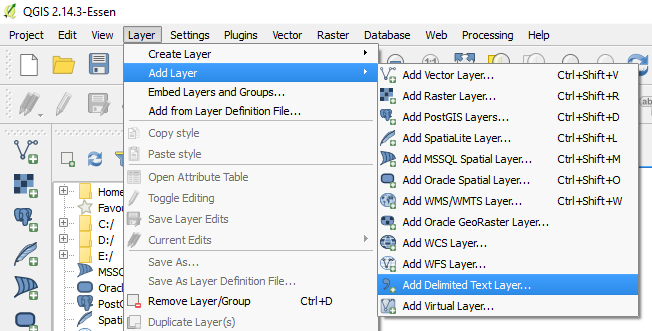 QGIS 2.14.3-Essen
Project Edit View Layer Settings Plugins Vector Raster Database Web Processing Help
Create Layer
Add Layer
Embed Layers and Groups...
Add from Layer Definition File...
Copy style
Paste style
Open Attribute Table
Toggle Editing
Save Layer Edits
Current Edits
Save As...
Save As Layer Definition File...
Remove Layer/Group Ctrl+D
Duplicate Layer(s)
Add Vector Layer... Ctrl+Shift+V
Add Raster Layer... Ctrl+Shift+R
Add PostGIS Layers... Ctrl+Shift+D
Add SpatiaLite Layer... Ctrl+Shift+L
Add MSSQL Spatial Layer... Ctrl+Shift+M
Add Oracle Spatial Layer... Ctrl+Shift+O
Add WMS/WMTS Layer... Ctrl+Shift+W
Add Oracle GeoRaster Layer...
Add WCS Layer...
Add WFS Layer...
Add Delimited Text Layer...
Add Virtual Layer...
Home
Favou
C:/
D:/
E:/
MSSQ
Oracl
PostG
Spati
ab